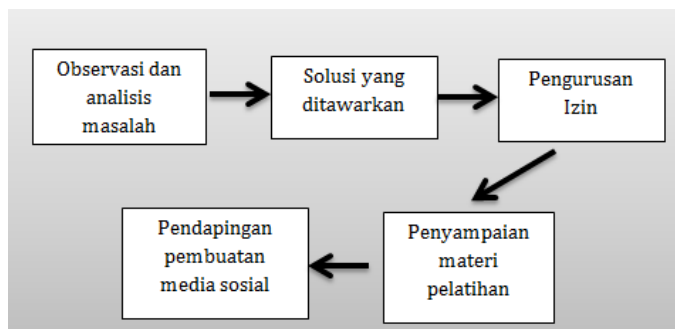 Observasi dan
analisis
masalah
Solusi yang
ditawarkan
Pengurusan
Izin
Penyampaian
materi
pelatihan
Pendapingan
pembuatan
media sosial